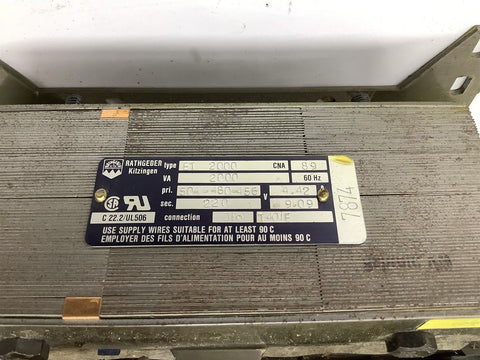 RATHGEBER type ET 2000 CNA 89
Kitzingen VA 2000 60 Hz
pri. 4.42
sec. 220 V 9.09
C 22.2/UL506 connection
USE SUPPLY WIRES SUITABLE FOR AT LEAST 90 C
EMPLOYER DES FILS D'ALIMENTATION POUR AU MOINS 90 C
7874